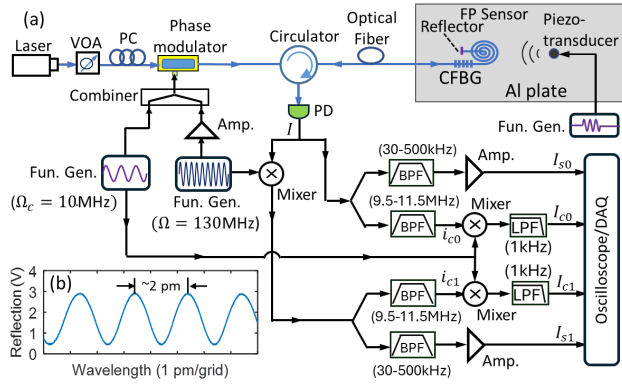 (a)
Laser
VOA
PC
Phase
modulator
Circulator
Optical
Fiber
FP Sensor
Reflector
CFBG
Piezo-
transducer
Al plate
Fun. Gen.
Combiner
Amp.
PD
I
Fun. Gen.
(Ω_c = 10MHz)
Fun. Gen.
(Ω = 130MHz)
Mixer
(30-500kHz)
BPF
Amp.
I_s0
(9.5-11.5MHz)
BPF
i_c0
Mixer
LPF
(1kHz)
I_c0
i_c1
BPF
(9.5-11.5MHz)
Mixer
(1kHz)
LPF
I_c1
BPF
(30-500kHz)
Amp.
I_s1
Oscilloscope/DAQ
(b)
~2 pm
Reflection (V)
4
3
2
1
0
Wavelength (1 pm/grid)